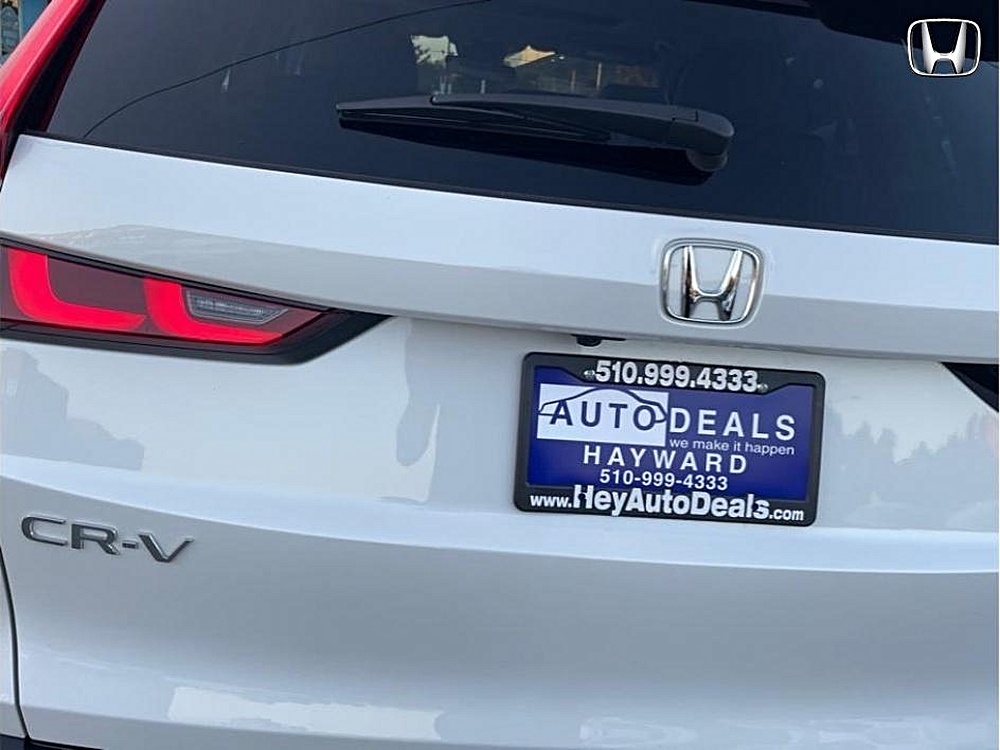 510.999.4333
AUTO DEALS
we make it happen
HAYWARD
510-999-4333
www.HeyAutoDeals.com
CR-V